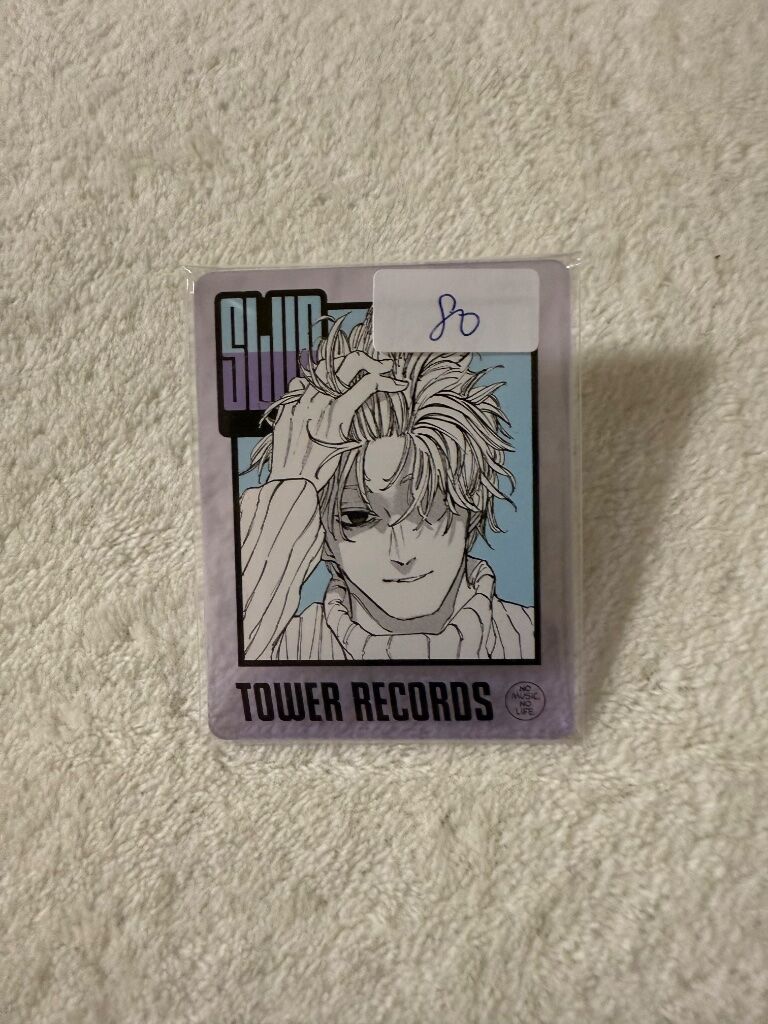 80
TOWER RECORDS
NO
MUSIC,
NO
LIFE.